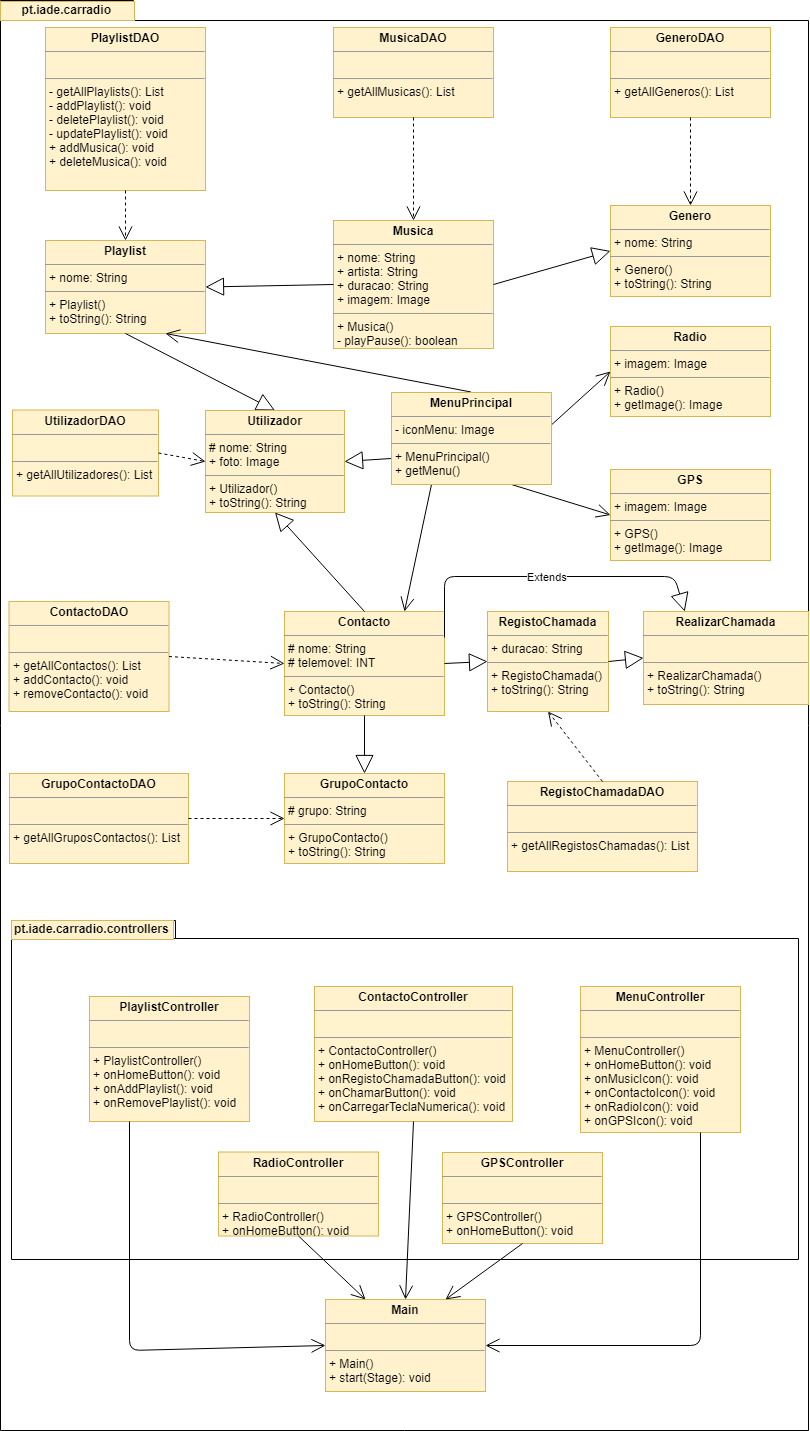 pt.iade.carradio
PlaylistDAO
- getAllPlaylists(): List
- addPlaylist(): void
- deletePlaylist(): void
- updatePlaylist(): void
+ addMusica(): void
+ deleteMusica(): void
MusicaDAO
+ getAllMusicas(): List
GeneroDAO
+ getAllGeneros(): List
Playlist
+ nome: String
+ Playlist()
+ toString(): String
Musica
+ nome: String
+ artista: String
+ duracao: String
+ imagem: Image
+ Musica()
- playPause(): boolean
Genero
+ nome: String
+ Genero()
+ toString(): String
Radio
+ imagem: Image
+ Radio()
+ getImage(): Image
UtilizadorDAO
+ getAllUtilizadores(): List
Utilizador
# nome: String
+ foto: Image
+ Utilizador()
+ toString(): String
MenuPrincipal
- iconMenu: Image
+ MenuPrincipal()
+ getMenu()
GPS
+ imagem: Image
+ GPS()
+ getImage(): Image
Extends
ContactoDAO
+ getAllContactos(): List
+ addContacto(): void
+ removeContacto(): void
Contacto
# nome: String
# telemovel: INT
+ Contacto()
+ toString(): String
RegistoChamada
+ duracao: String
+ RegistoChamada()
+ toString(): String
RealizarChamada
+ RealizarChamada()
+ toString(): String
GrupoContactoDAO
+ getAllGruposContactos(): List
GrupoContacto
# grupo: String
+ GrupoContacto()
+ toString(): String
RegistoChamadaDAO
+ getAllRegistosChamadas(): List
pt.iade.carradio.controllers
PlaylistController
+ PlaylistController()
+ onHomeButton(): void
+ onAddPlaylist(): void
+ onRemovePlaylist(): void
ContactoController
+ ContactoController()
+ onHomeButton(): void
+ onRegistoChamadaButton(): void
+ onChamarButton(): void
+ onCarregarTeclaNumerica(): void
MenuController
+ MenuController()
+ onHomeButton(): void
+ onMusicIcon(): void
+ onContactoIcon(): void
+ onRadioIcon(): void
+ onGPSIcon(): void
RadioController
+ RadioController()
+ onHomeButton(): void
GPSController
+ GPSController()
+ onHomeButton(): void
Main
+ Main()
+ start(Stage): void